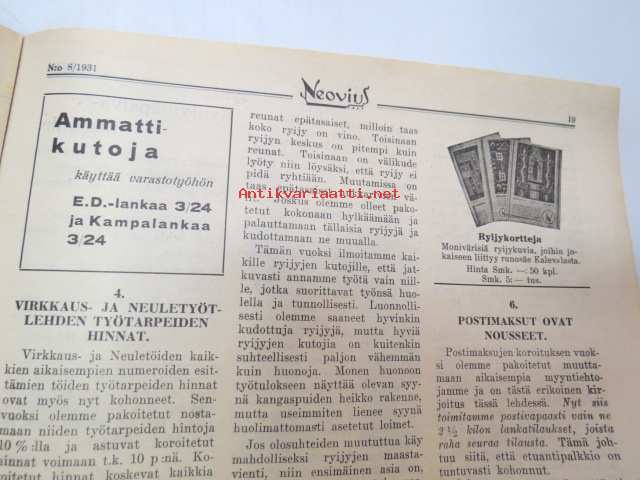 N:o 8/1931
Neovius
19
Ammatti-
kutoja
käyttää varastotyöhön
E.D.-lankaa 3/24
ja Kampalankaa
3/24
4.
VIRKKAUS- JA NEULETYÖT-
LEHDEN TYÖTARPEIDEN
HINNAT.
Virkkaus- ja Neuletöiden kaik-
kien aikaisempien numeroiden esit-
tämien töiden työtarpeiden hinnat
ovat myös nyt kohonneet. Sen-
vuoksi olemme pakoitetut nosta-
maan niiden työtarpeiden hintoja
10 %:lla ja astuvat koroitetut
hinnat voimaan t.k. 10 p:nä. Ko-
roitetut hinnat koskevat kaikkia
reunat epätasaiset, milloin taas
koko ryijy on vino. Toisinaan
ryijyn keskus on pitempi kuin
reunat. Toisinaan on välikude
lyöty niin löysäksi, että ryijy ei
pidä ryhtiään. Muutamissa on
taas epätasaisesti
Joskus olemme olleet pako-
tetut kokonaan hylkäämään ja
palauttamaan tällaisia ryijyjä ja
kudottamaan ne muualla.
Tämän vuoksi ilmoitamme kai-
kille ryijyjen kutojille, että jat-
kuvasti annamme työtä vain niil-
le, jotka suorittavat työnsä huo-
lella ja tunnollisesti. Luonnolli-
sesti olemme saaneet hyvinkin
kudottuja ryijyjä, mutta hyviä
ryijyjen kutojia on kuitenkin
suhteellisesti paljon vähemmän
kuin huonoja. Monen huonoon
työtulokseen näyttää olevan syy-
nä kangaspuiden heikko rakenne,
mutta useimmiten lienee syynä
huolimattomasti asetetut loimet.
Jos olosuhteiden muututtua käy
mahdolliseksi ryijyjen maasta-
vienti, niin ensimäinen asia, on,
Antikvariaatti.net
Ryijykortteja
Monivärisiä ryijykuvia, joihin jo-
kaiseen liittyy runosäe Kalevalasta.
Hinta Smk. —: 50 kpl.
Smk. 5: — tus.
6.
POSTIMAKSUT OVAT
NOUSSEET.
Postimaksujen koroituksen vuok-
si olemme pakoitetut muutta-
maan aikaisempia myyntiehto-
jamme ja on tästä erikoinen kir-
joitus tässä lehdessä. Nyt siis
toimitamme postivapaasti vain ne
2½ kilon lankatilaukset, joista
raha seuraa tilausta. Tämä joh-
tuu siitä, että etuantipalkkio on
tuntuvasti kohonnut.